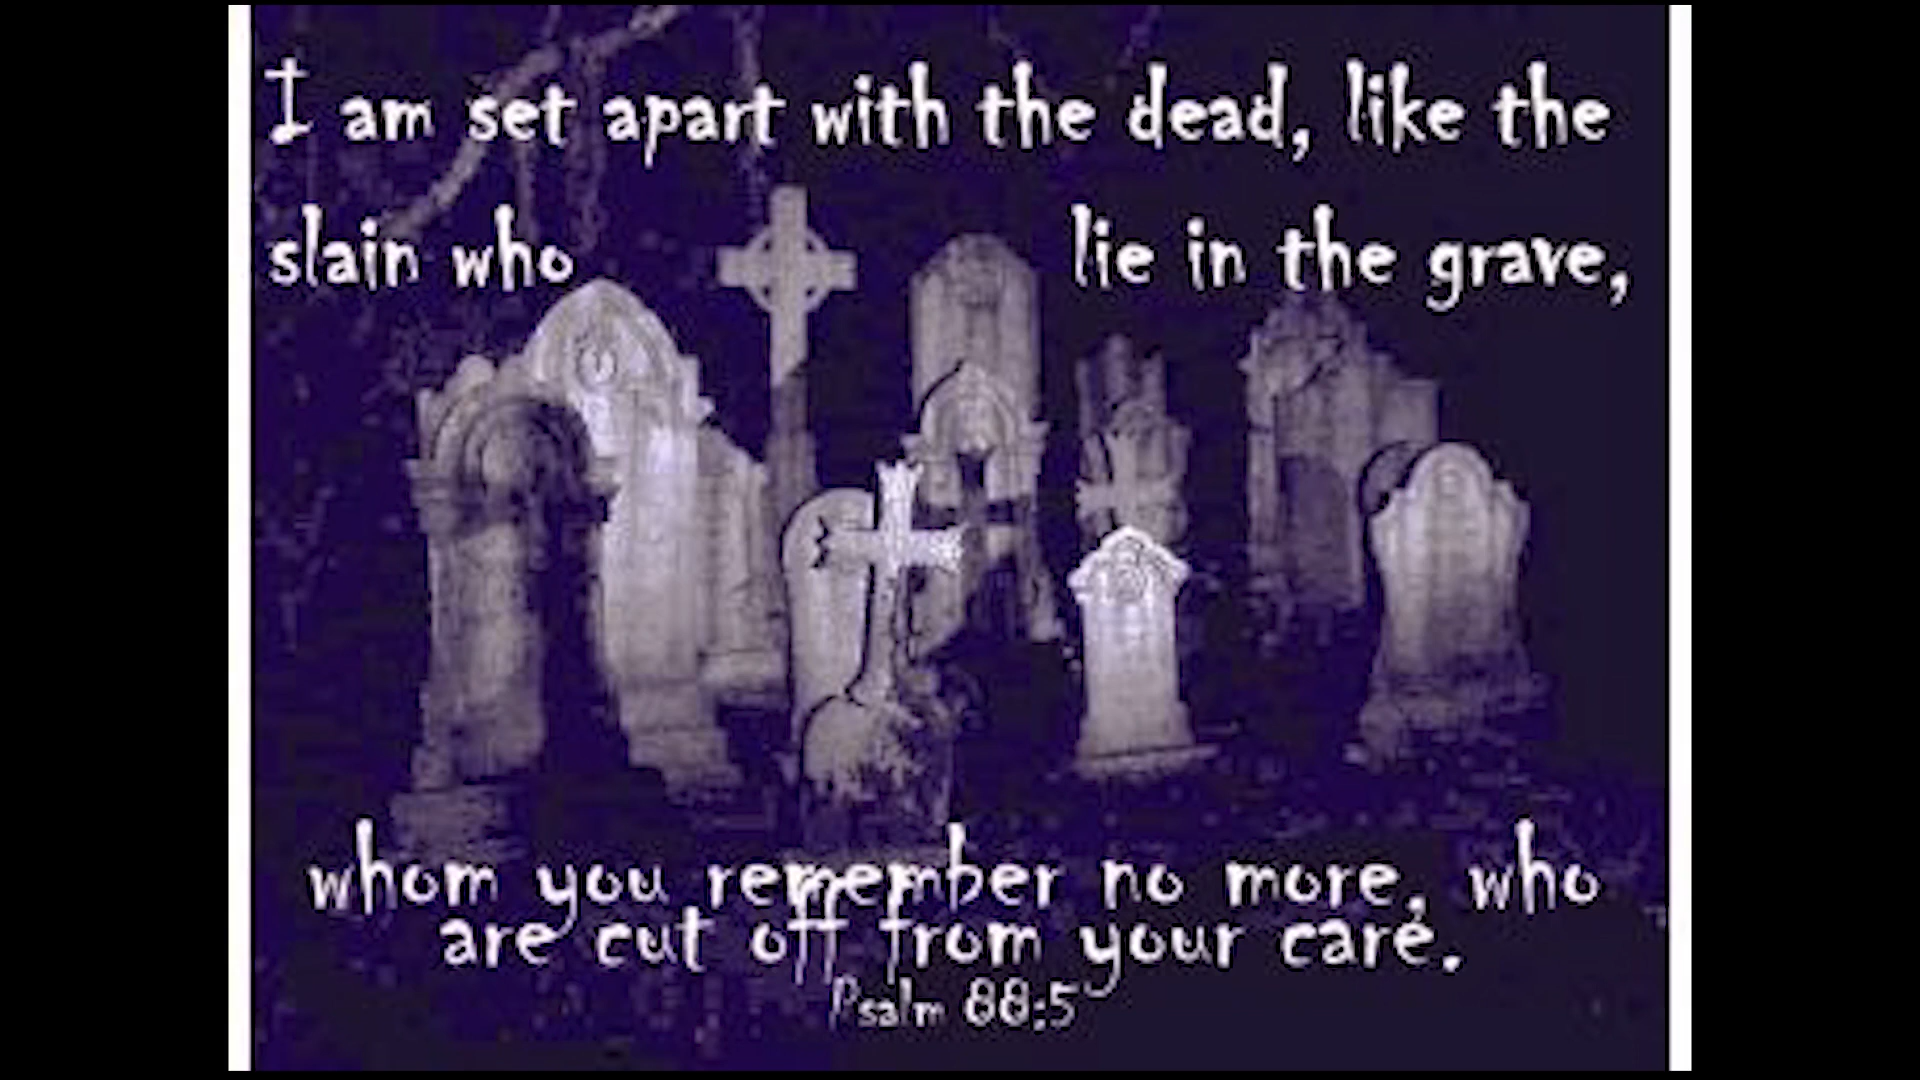 I am set apart with the dead, like the
slain who lie in the grave,
whom you remember no more, who
are cut off from your care.
Psalm 88:5